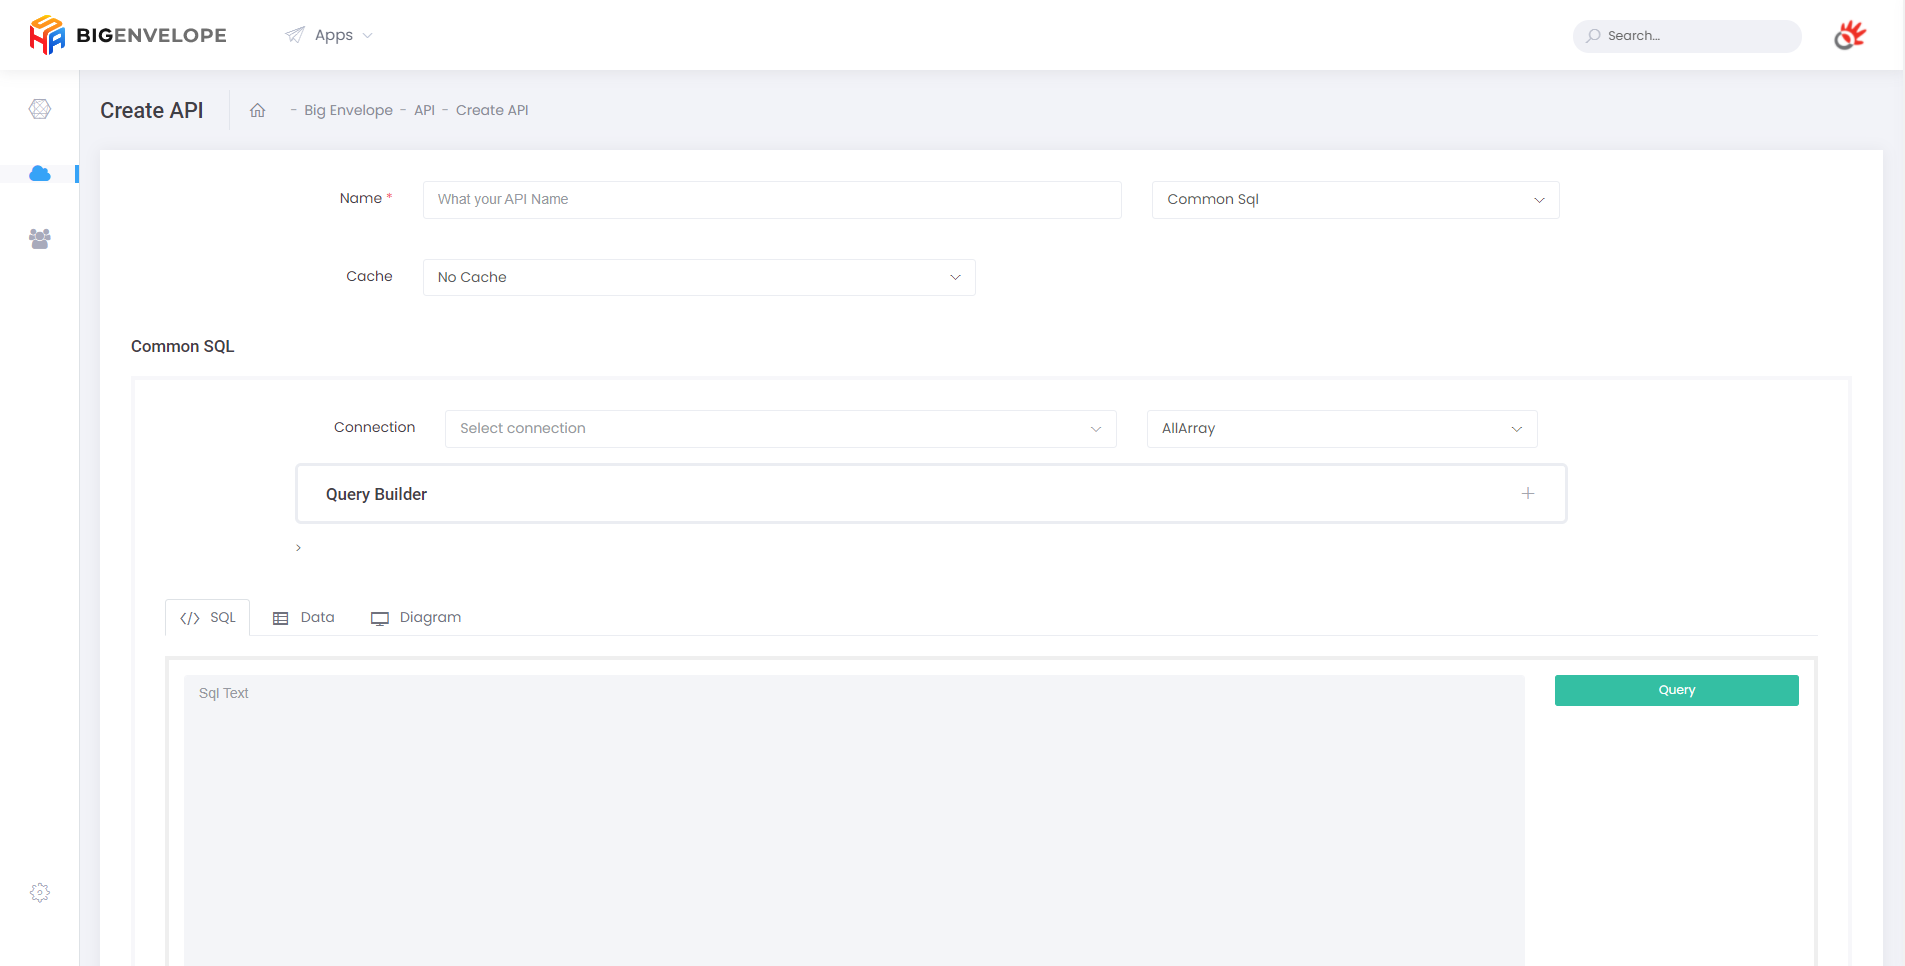 BIGENVELOPE
Apps
Search...
Create API
- Big Envelope - API - Create API
Name *
What your API Name
Common Sql
Cache
No Cache
Common SQL
Connection
Select connection
AllArray
Query Builder
+
>
</> SQL
Data
Diagram
Sql Text
Query